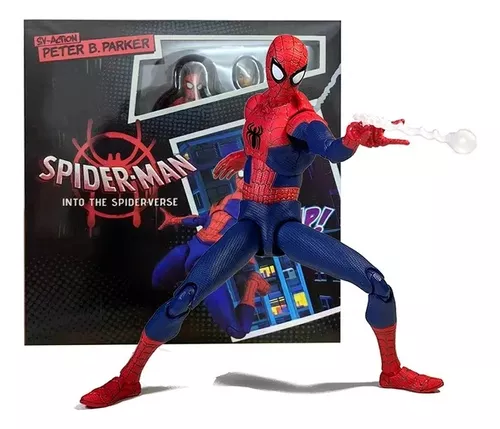 SV-ACTION
PETER B. PARKER
SPIDER-MAN
INTO THE SPIDERVERSE